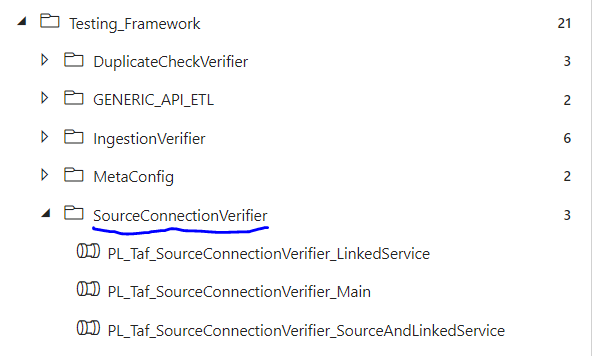 Testing_Framework 21
DuplicateCheckVerifier 3
GENERIC_API_ETL 2
IngestionVerifier 6
MetaConfig 2
SourceConnectionVerifier 3
PL_Taf_SourceConnectionVerifier_LinkedService
PL_Taf_SourceConnectionVerifier_Main
PL_Taf_SourceConnectionVerifier_SourceAndLinkedService